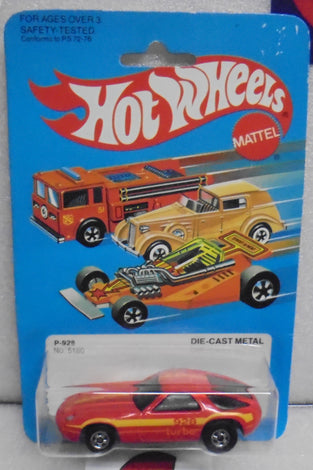 FOR AGES OVER 3
SAFETY-TESTED
Conforms to PS 72-76
HOT WHEELS
MATTEL
P-928
No. 5180
DIE-CAST METAL
928
turbo